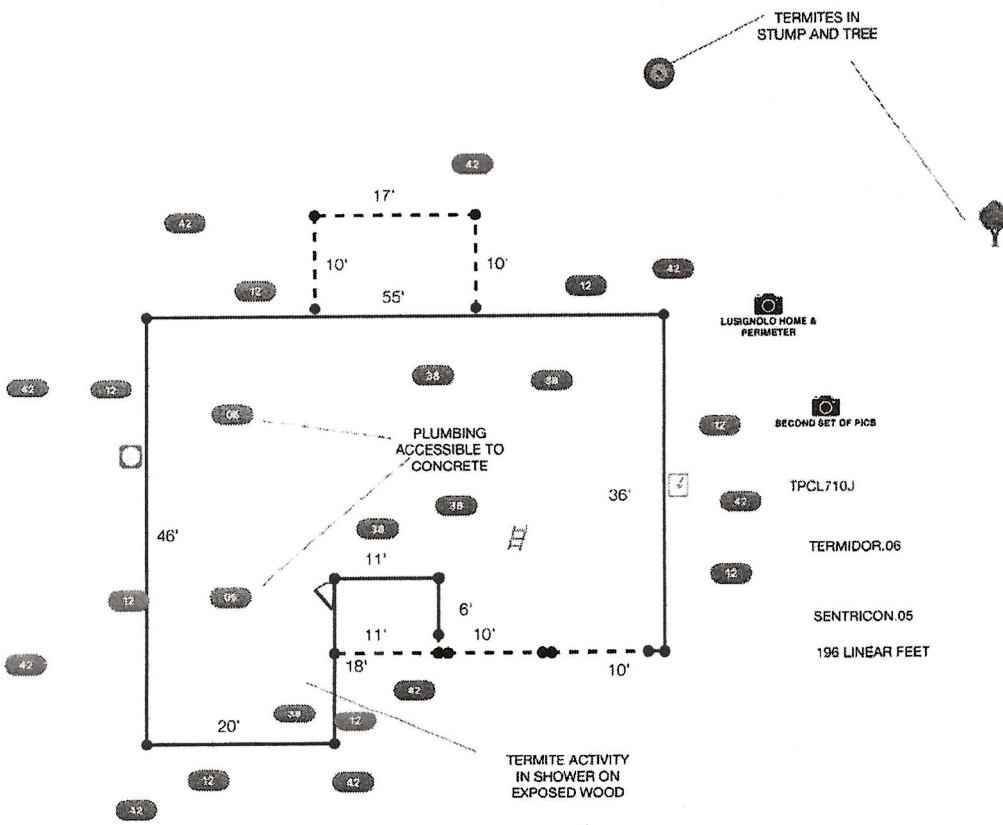 TERMITES IN
STUMP AND TREE
42
17'
42
10'
10'
42
12
12
55'
LUSIGNOLO HOME &
PERIMETER
38
38
42
12
SECOND SET OF PICS
12
PLUMBING
ACCESSIBLE TO
CONCRETE
TPCL710J
36'
42
38
38
46'
TERMIDOR.06
11'
12
12
6'
SENTRICON.05
11'
10'
196 LINEAR FEET
42
18'
10'
42
38
12
20'
TERMITE ACTIVITY
IN SHOWER ON
EXPOSED WOOD
12
42
42